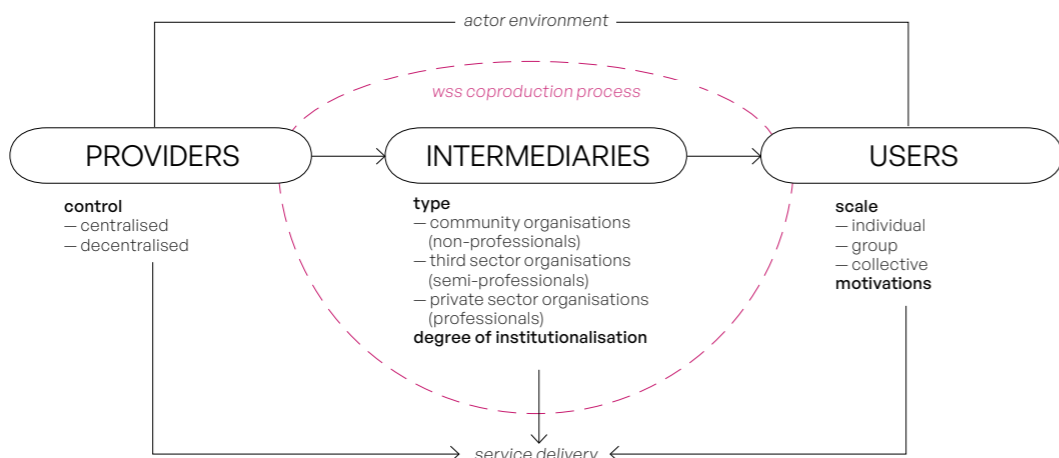 actor environment
wss coproduction process
PROVIDERS
INTERMEDIARIES
USERS
control
— centralised
— decentralised
type
— community organisations
(non-professionals)
— third sector organisations
(semi-professionals)
— private sector organisations
(professionals)
degree of institutionalisation
scale
— individual
— group
— collective
motivations
service delivery